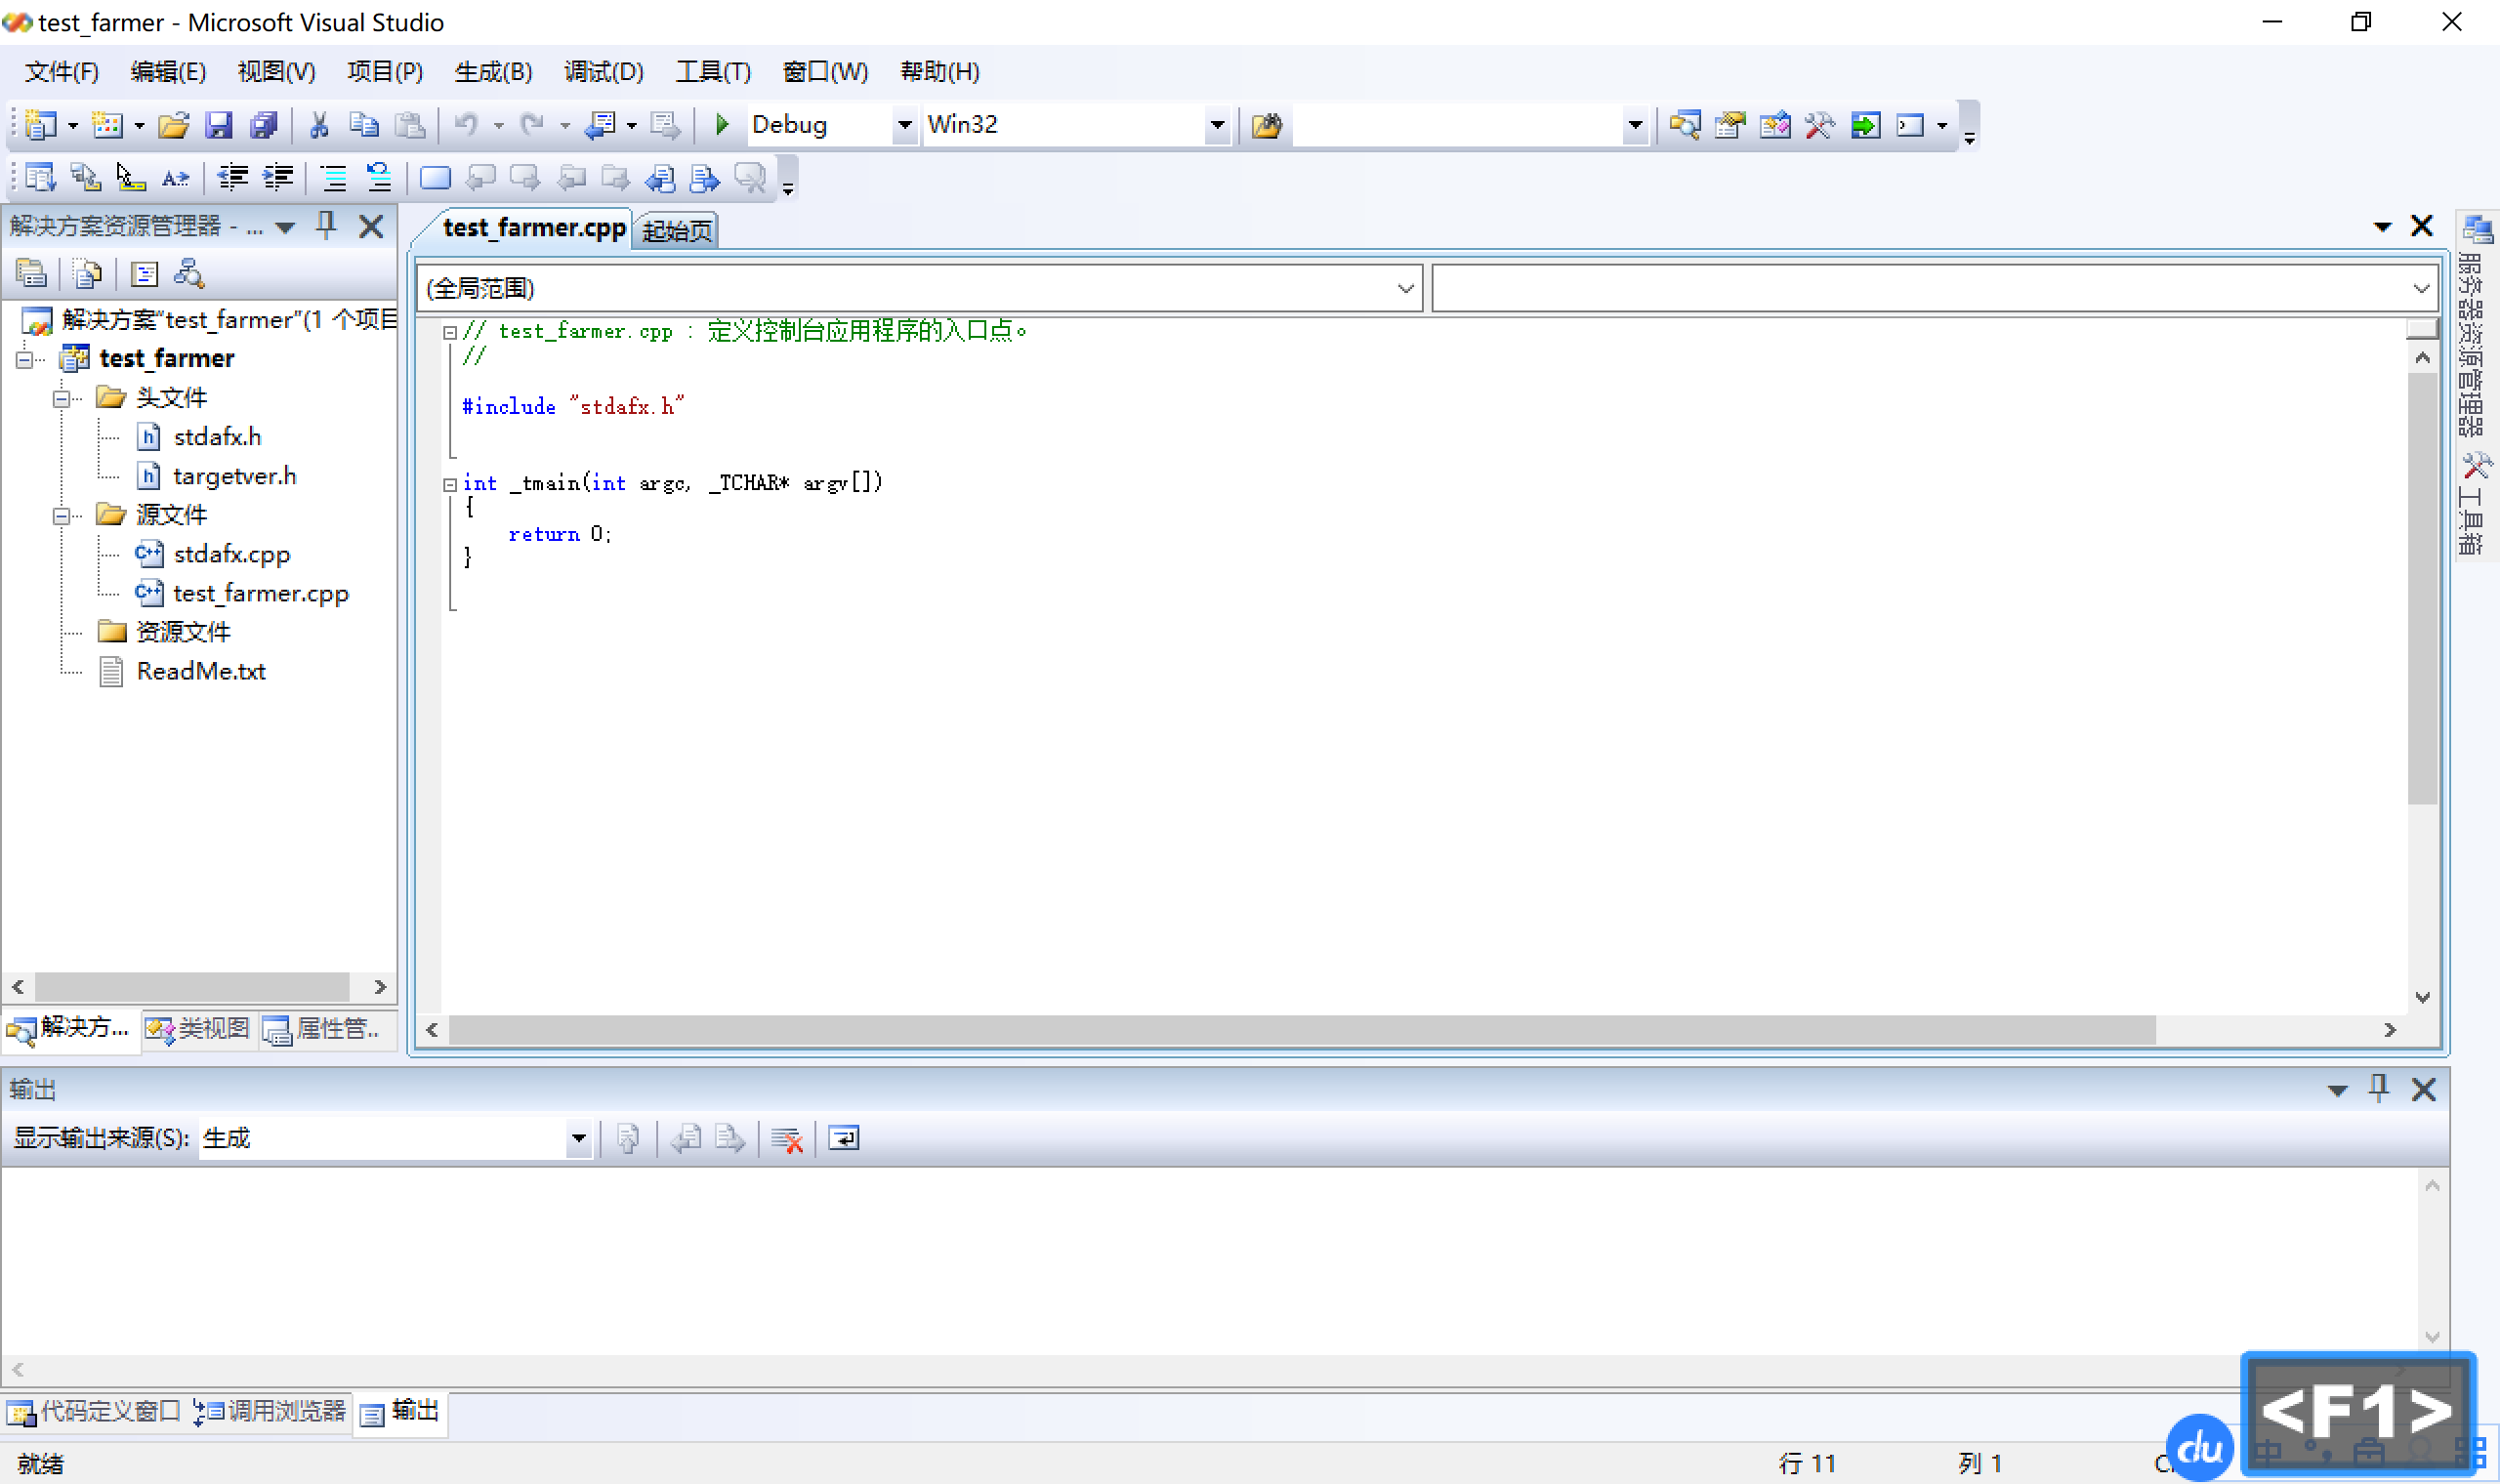 test_farmer - Microsoft Visual Studio
文件(F) 编辑(E) 视图(V) 项目(P) 生成(B) 调试(D) 工具(T) 窗口(W) 帮助(H)
Debug Win32
解决方案资源管理器 - ...
test_farmer.cpp 起始页
(全局范围)
解决方案"test_farmer"(1 个项目
test_farmer
头文件
stdafx.h
targetver.h
源文件
stdafx.cpp
test_farmer.cpp
资源文件
ReadMe.txt
// test_farmer.cpp : 定义控制台应用程序的入口点。
//
#include "stdafx.h"
int _tmain(int argc, _TCHAR* argv[])
{
return 0;
}
服务器资源管理器
工具箱
解决方... 类视图 属性管..
输出
显示输出来源(S): 生成
代码定义窗口 调用浏览器 输出
就绪 行 11 列 1
du
中
<F1>